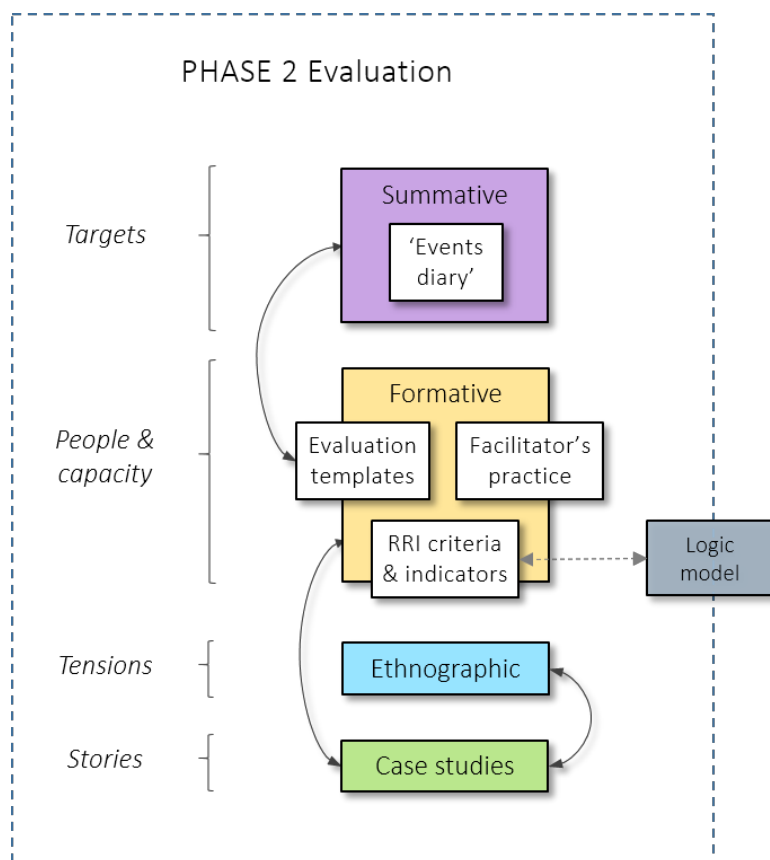 PHASE 2 Evaluation
Targets
Summative
‘Events
diary’
People &
capacity
Formative
Evaluation
templates
Facilitator’s
practice
RRI criteria
& indicators
Logic
model
Tensions
Ethnographic
Stories
Case studies